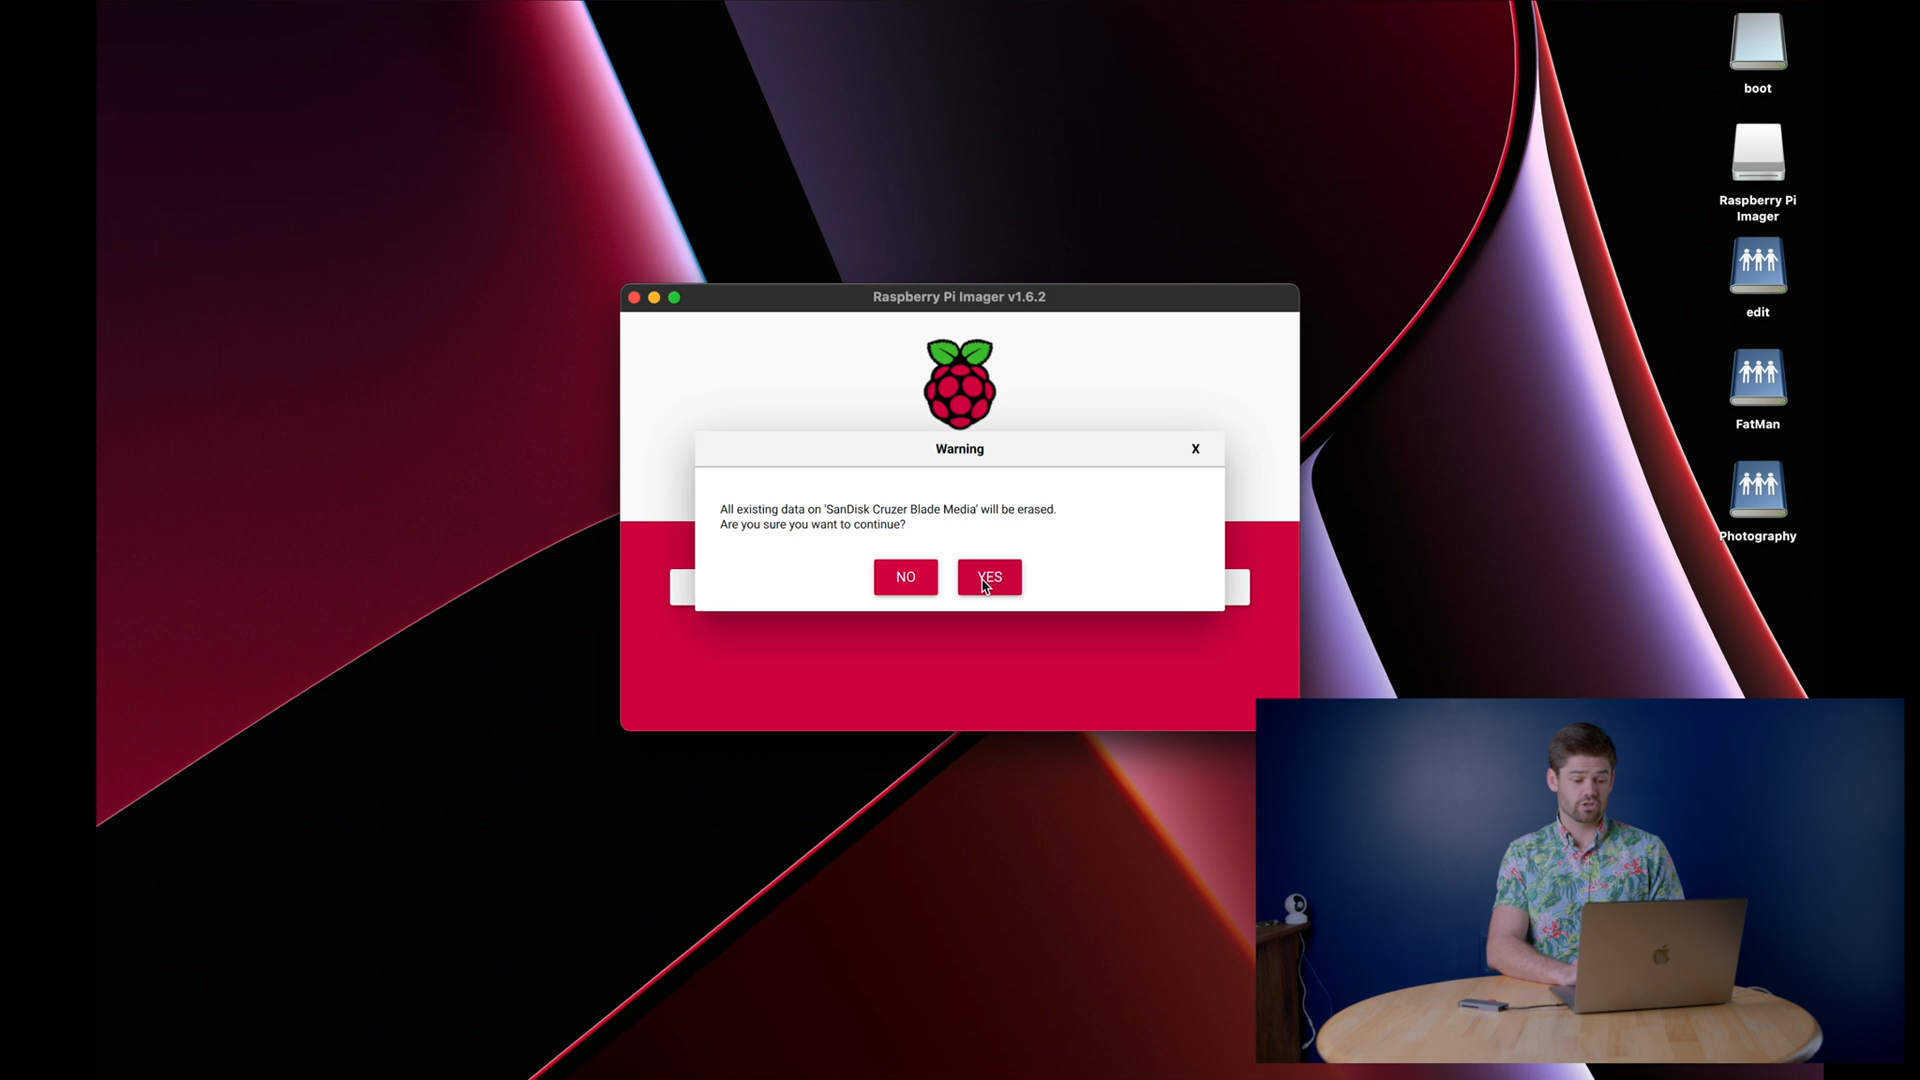 boot
Raspberry Pi
Imager
edit
FatMan
Photography
Raspberry Pi Imager v1.6.2
Warning
X
All existing data on 'SanDisk Cruzer Blade Media' will be erased.
Are you sure you want to continue?
NO
YES